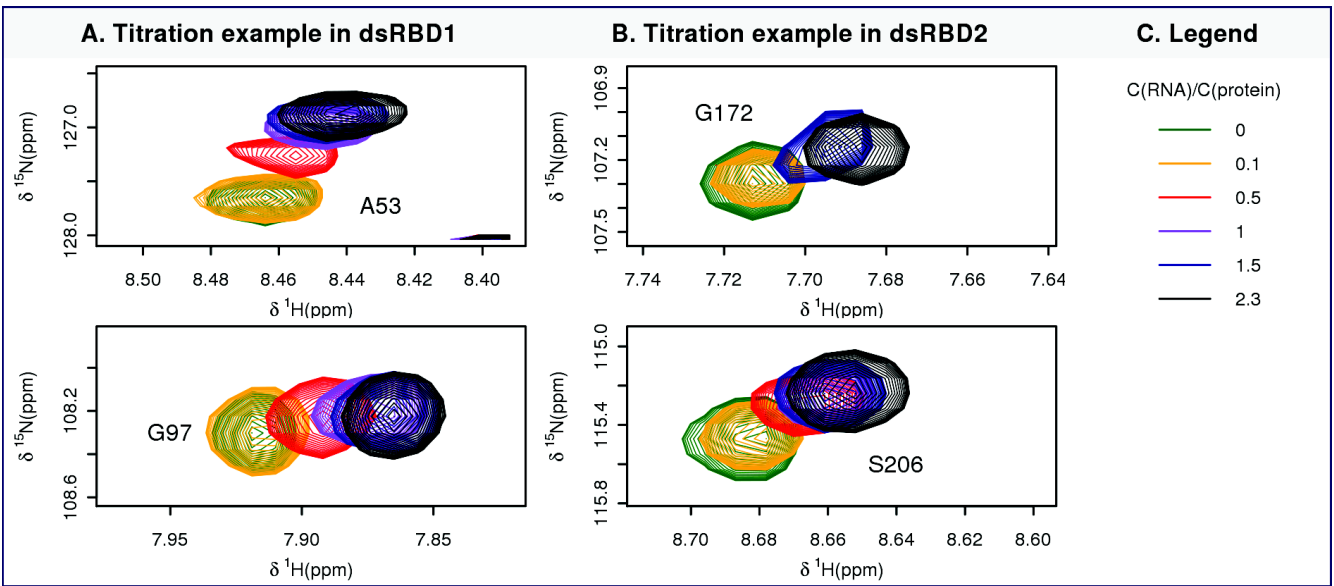 A. Titration example in dsRBD1
B. Titration example in dsRBD2
C. Legend
δ ¹⁵N(ppm)
127.0
128.0
A53
8.50 8.48 8.46 8.44 8.42 8.40
δ ¹H(ppm)
δ ¹⁵N(ppm)
106.9
107.2
107.5
G172
7.74 7.72 7.70 7.68 7.66 7.64
δ ¹H(ppm)
C(RNA)/C(protein)
0
0.1
0.5
1
1.5
2.3
δ ¹⁵N(ppm)
108.2
108.6
G97
7.95 7.90 7.85
δ ¹H(ppm)
δ ¹⁵N(ppm)
115.0
115.4
115.8
S206
8.70 8.68 8.66 8.64 8.62 8.60
δ ¹H(ppm)